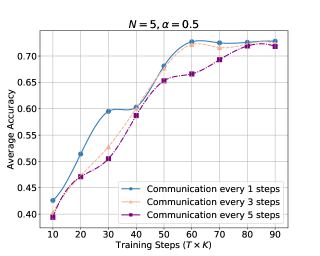 N = 5, α = 0.5
Average Accuracy
0.70
0.65
0.60
0.55
0.50
0.45
0.40
Communication every 1 steps
Communication every 3 steps
Communication every 5 steps
10 20 30 40 50 60 70 80 90
Training Steps (T × K)